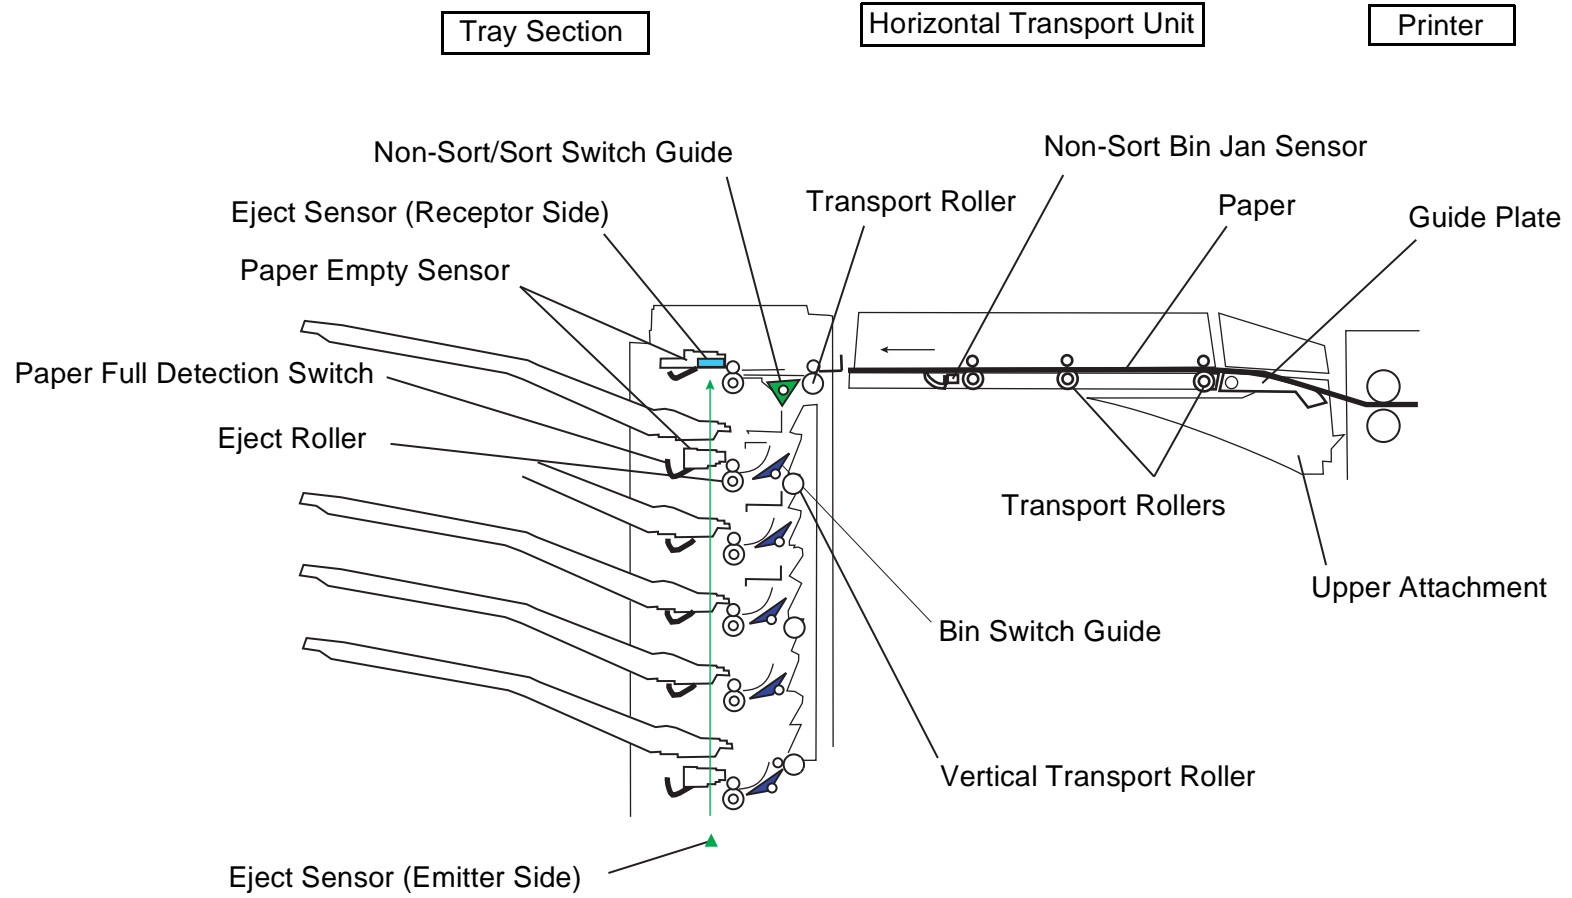 Tray Section
Horizontal Transport Unit
Printer
Non-Sort/Sort Switch Guide
Non-Sort Bin Jan Sensor
Eject Sensor (Receptor Side)
Transport Roller
Paper
Guide Plate
Paper Empty Sensor
Paper Full Detection Switch
Eject Roller
Transport Rollers
Upper Attachment
Bin Switch Guide
Vertical Transport Roller
Eject Sensor (Emitter Side)